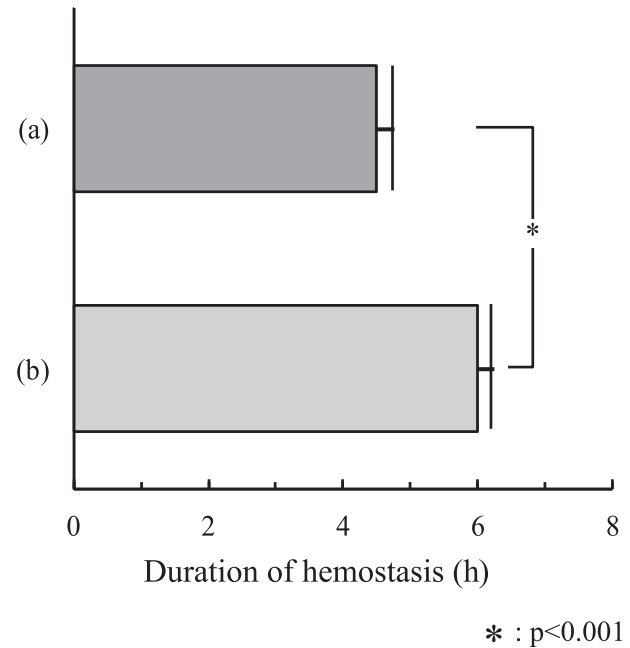 (a)
*
(b)
0 2 4 6 8
Duration of hemostasis (h)
* : p<0.001